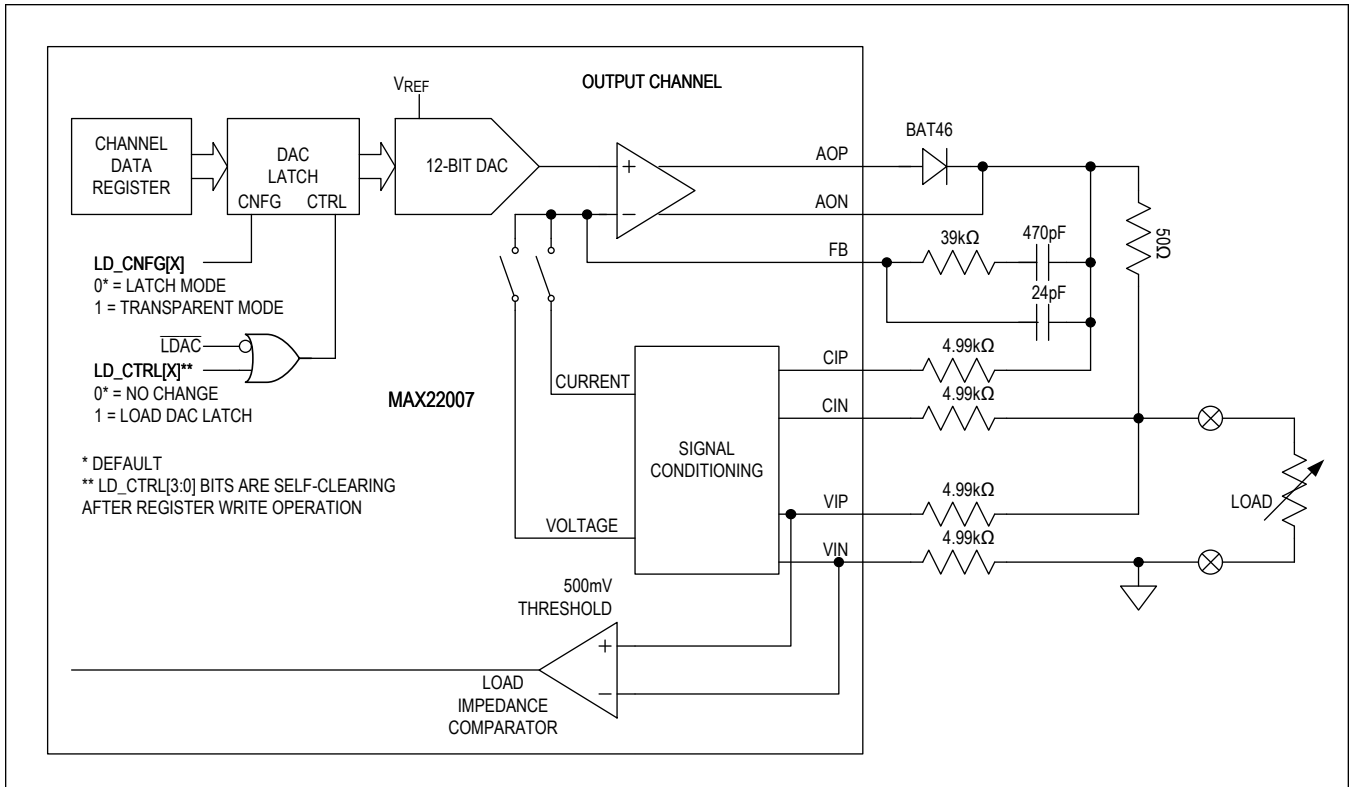 OUTPUT CHANNEL
VREF
CHANNEL
DATA
REGISTER
DAC
LATCH
CNFG
CTRL
12-BIT DAC
+
−
AOP
AON
FB
BAT46
39kΩ
470pF
24pF
50Ω
LD_CNFG[X]
0* = LATCH MODE
1 = TRANSPARENT MODE
LDAC
LD_CTRL[X]**
0* = NO CHANGE
1 = LOAD DAC LATCH
MAX22007
* DEFAULT
** LD_CTRL[3:0] BITS ARE SELF-CLEARING
AFTER REGISTER WRITE OPERATION
CURRENT
VOLTAGE
SIGNAL
CONDITIONING
CIP
4.99kΩ
CIN
4.99kΩ
VIP
4.99kΩ
VIN
4.99kΩ
LOAD
500mV
THRESHOLD
+
−
LOAD
IMPEDANCE
COMPARATOR